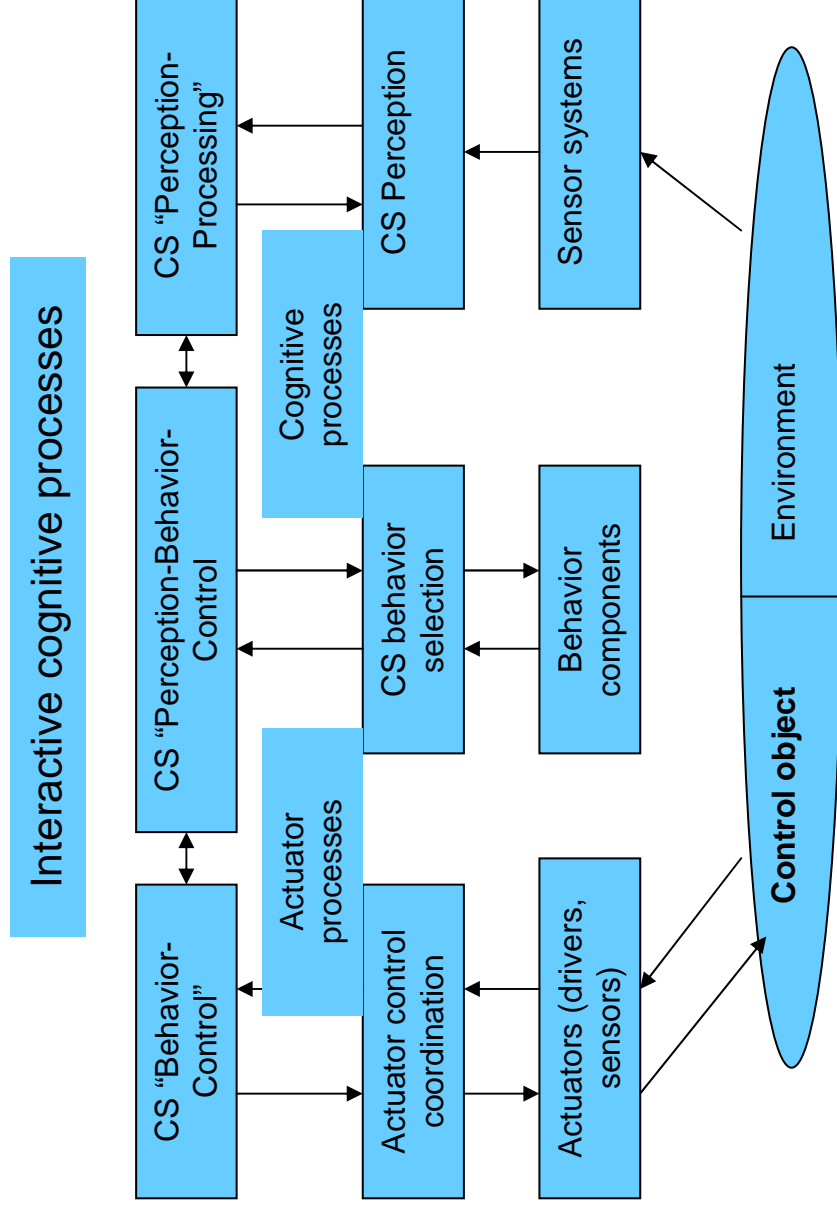 Interactive cognitive processes
CS “Behavior-
Control”
CS “Perception-Behavior-
Control
CS “Perception-
Processing”
Actuator
processes
Cognitive
processes
Actuator control
coordination
CS behavior
selection
CS Perception
Actuators (drivers,
sensors)
Behavior
components
Sensor systems
Control object
Environment